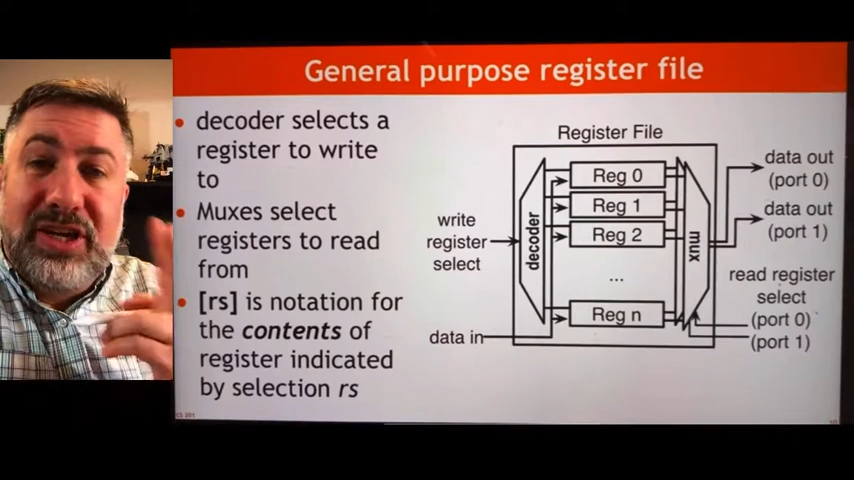 General purpose register file
• decoder selects a
register to write
to
• Muxes select
registers to read
from
• [rs] is notation for
the contents of
register indicated
by selection rs
Register File
write
register
select
data in
decoder
Reg 0
Reg 1
Reg 2
...
Reg n
mux
data out
(port 0)
data out
(port 1)
read register
select
(port 0)
(port 1)
CS 201